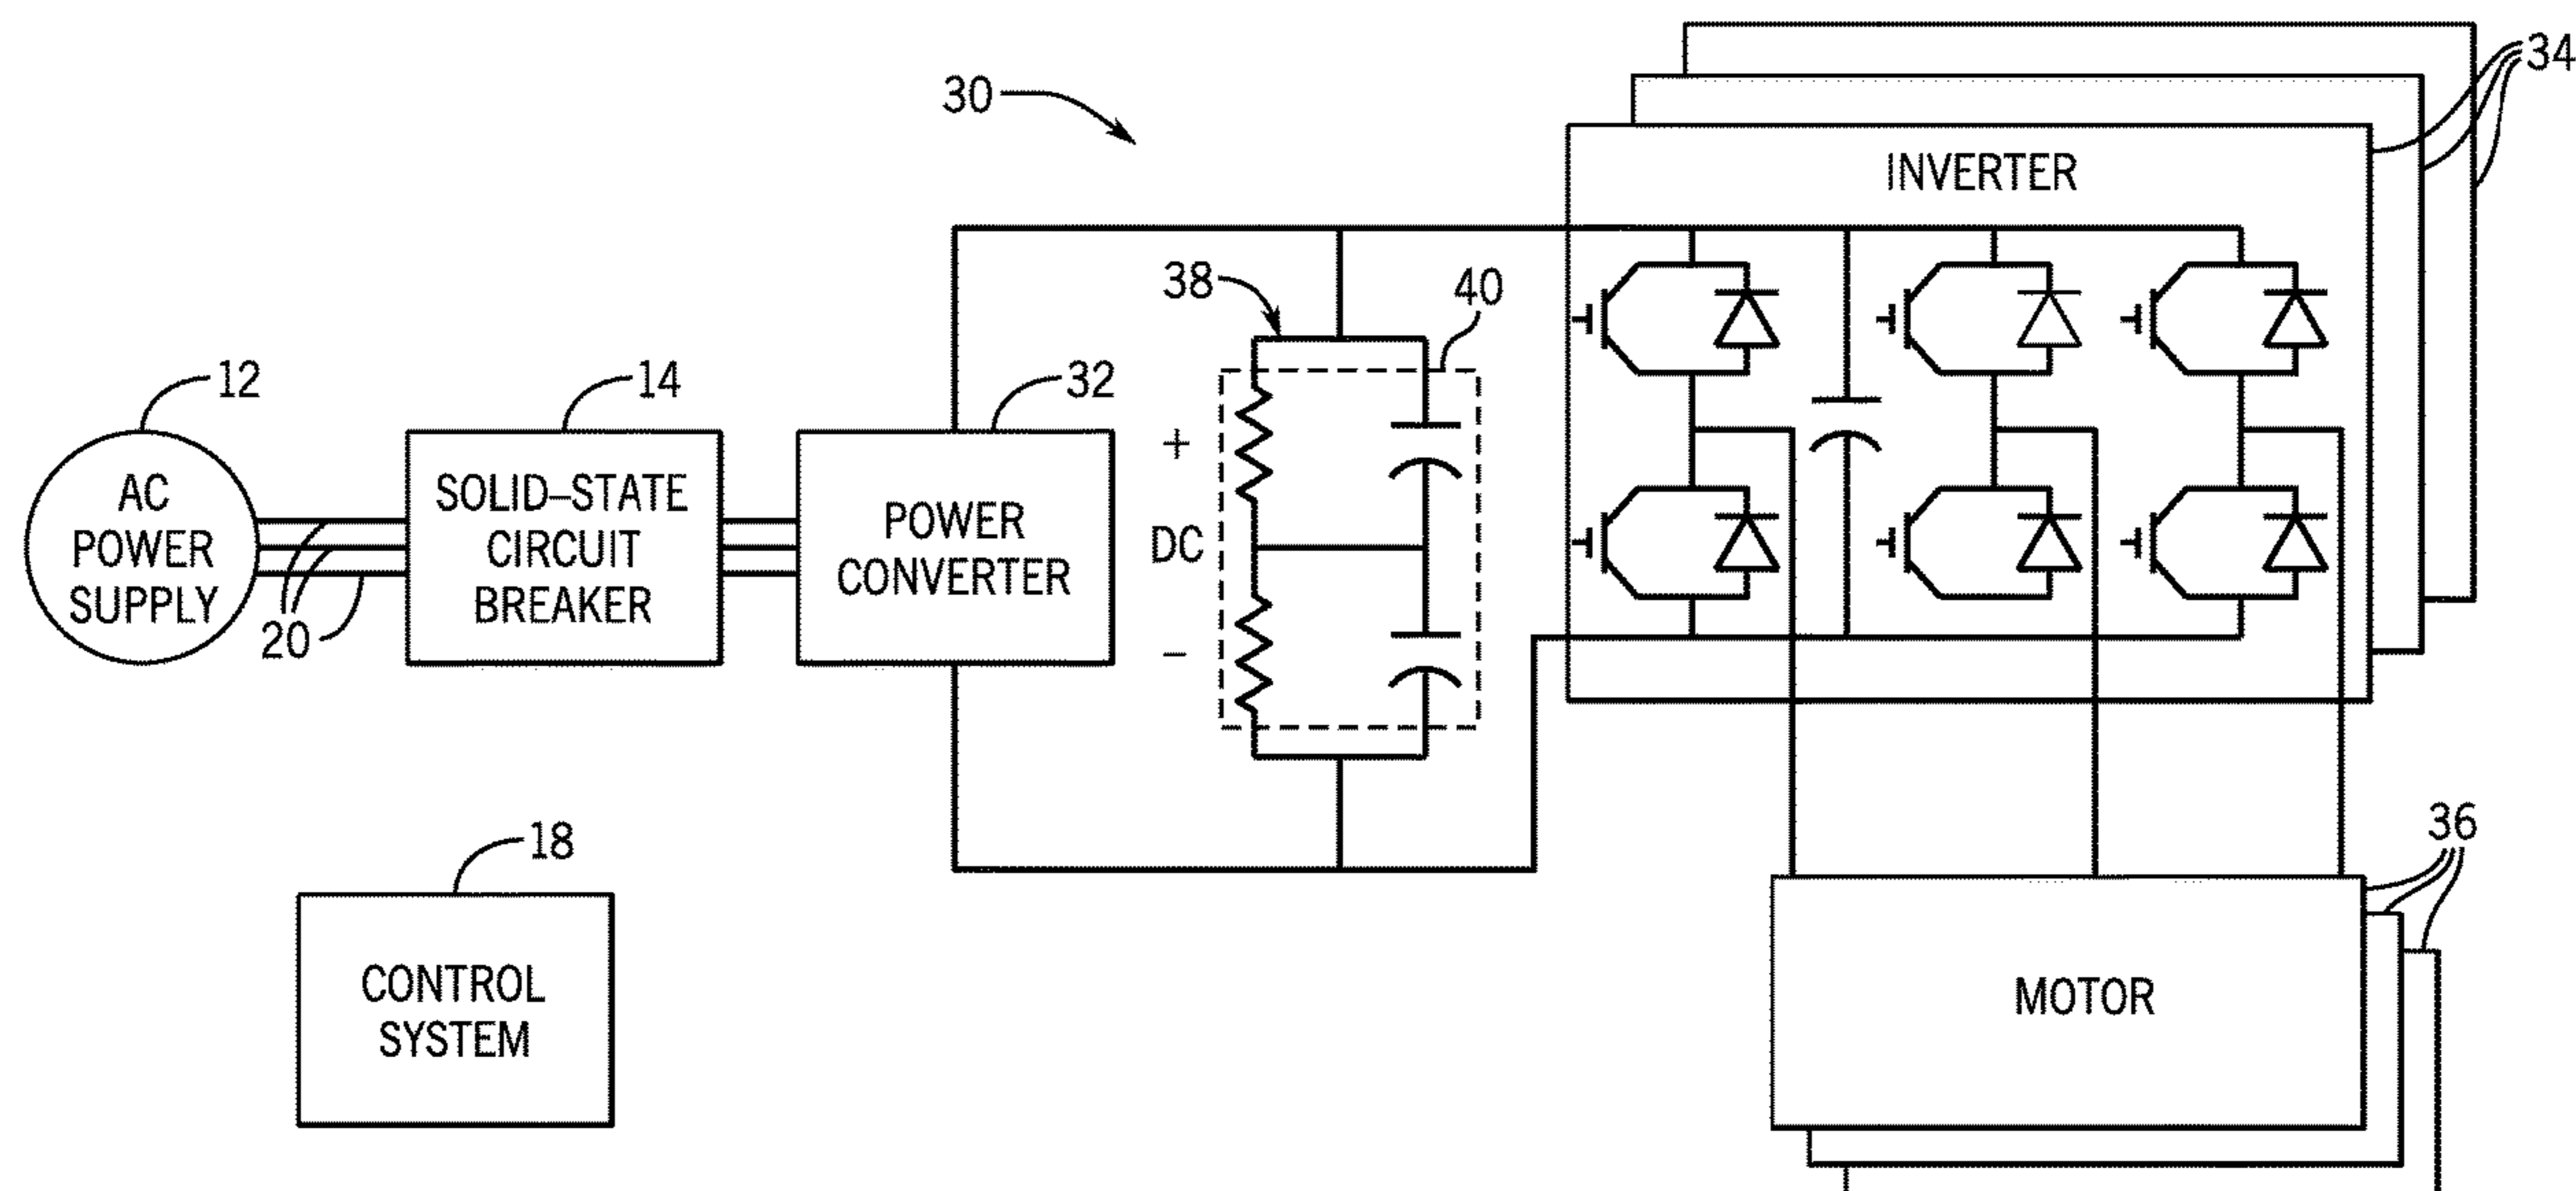 34
30
INVERTER
38
40
12
14
32
+
AC
POWER
SUPPLY
SOLID–STATE
CIRCUIT
BREAKER
POWER
CONVERTER
DC
20
–
18
36
CONTROL
SYSTEM
MOTOR